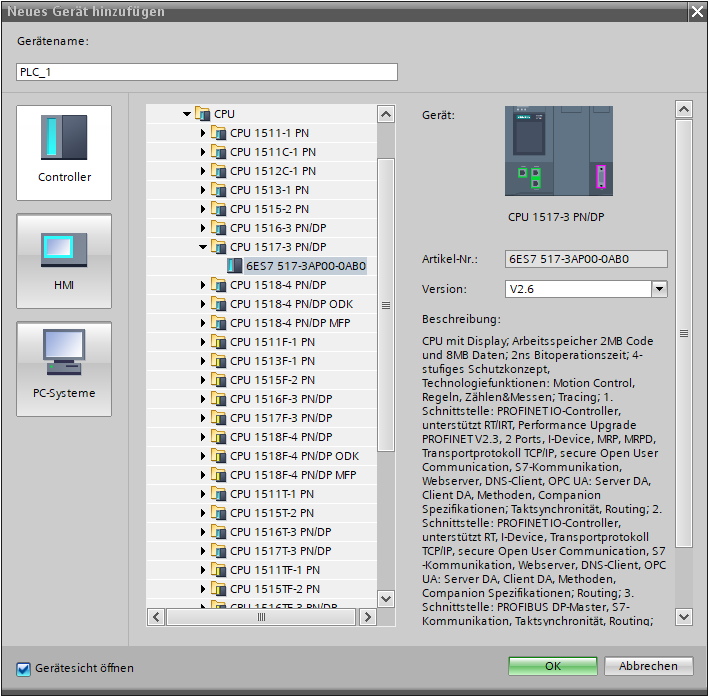 Neues Gerät hinzufügen
Gerätename:
PLC_1
Controller
HMI
PC-Systeme
CPU
CPU 1511-1 PN
CPU 1511C-1 PN
CPU 1512C-1 PN
CPU 1513-1 PN
CPU 1515-2 PN
CPU 1516-3 PN/DP
CPU 1517-3 PN/DP
6ES7 517-3AP00-0AB0
CPU 1518-4 PN/DP
CPU 1518-4 PN/DP ODK
CPU 1518-4 PN/DP MFP
CPU 1511F-1 PN
CPU 1513F-1 PN
CPU 1515F-2 PN
CPU 1516F-3 PN/DP
CPU 1517F-3 PN/DP
CPU 1518F-4 PN/DP
CPU 1518F-4 PN/DP ODK
CPU 1518F-4 PN/DP MFP
CPU 1511T-1 PN
CPU 1515T-2 PN
CPU 1516T-3 PN/DP
CPU 1517T-3 PN/DP
CPU 1511TF-1 PN
CPU 1515TF-2 PN
CPU 1516TF-3 PN/DP
Gerät:
CPU 1517-3 PN/DP
Artikel-Nr.:
6ES7 517-3AP00-0AB0
Version:
V2.6
Beschreibung:
CPU mit Display; Arbeitsspeicher 2MB Code
und 8MB Daten; 2ns Bitoperationszeit; 4-
stufiges Schutzkonzept,
Technologiefunktionen: Motion Control,
Regeln, Zählen&Messen; Tracing; 1.
Schnittstelle: PROFINET IO-Controller,
unterstützt RT/IRT, Performance Upgrade
PROFINET V2.3, 2 Ports, I-Device, MRP, MRPD,
Transportprotokoll TCP/IP, secure Open User
Communication, S7-Kommunikation,
Webserver, DNS-Client, OPC UA: Server DA,
Client DA, Methoden, Companion
Spezifikationen; Taktsynchronität, Routing; 2.
Schnittstelle: PROFINET IO-Controller,
unterstützt RT, I-Device, Transportprotokoll
TCP/IP, secure Open User Communication, S7
-Kommunikation, Webserver, DNS-Client, OPC
UA: Server DA, Client DA, Methoden,
Companion Spezifikationen; Routing; 3.
Schnittstelle: PROFIBUS DP-Master, S7-
Kommunikation, Taktsynchronität, Routing;
Gerätesicht öffnen
OK
Abbrechen